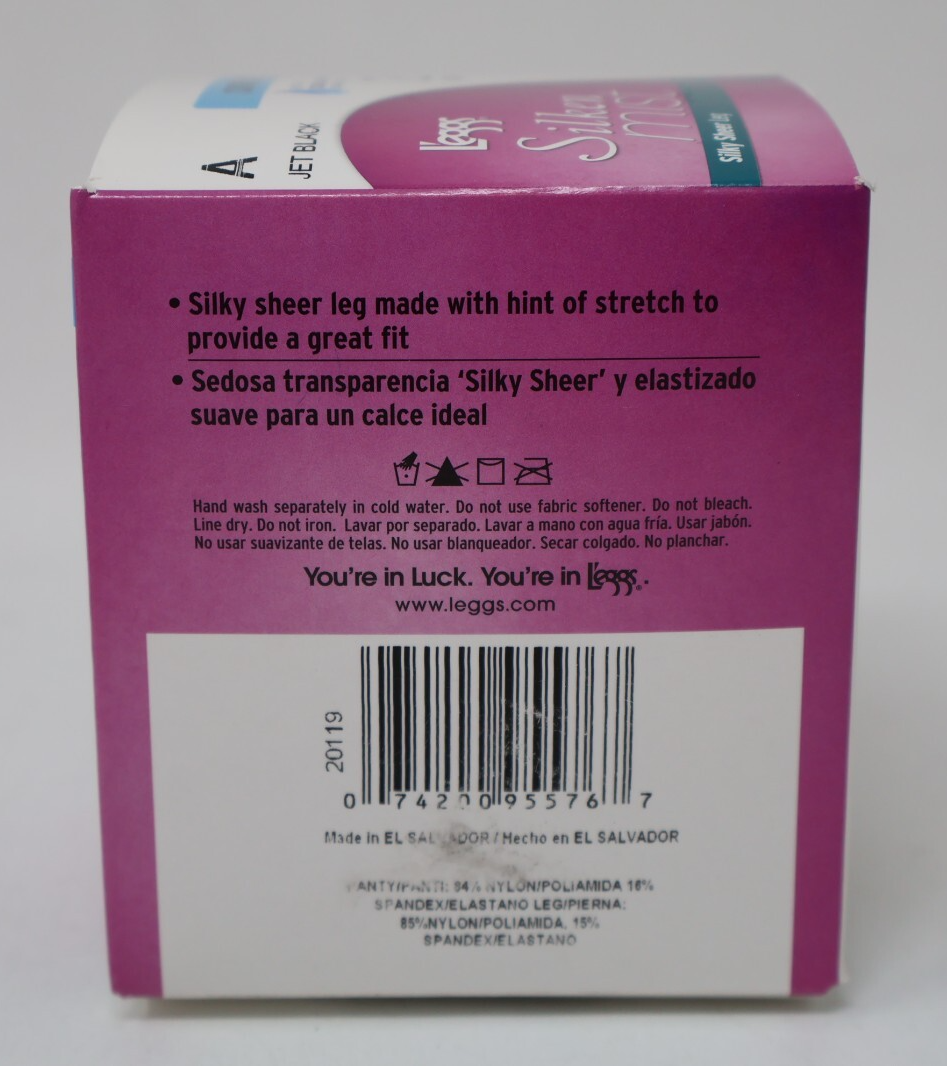 A
JET BLACK
L'eggs
Silken
MIST
Silky Sheer Leg
• Silky sheer leg made with hint of stretch to
provide a great fit
• Sedosa transparencia ‘Silky Sheer’ y elastizado
suave para un calce ideal
Hand wash separately in cold water. Do not use fabric softener. Do not bleach.
Line dry. Do not iron. Lavar por separado. Lavar a mano con agua fría. Usar jabón.
No usar suavizante de telas. No usar blanqueador. Secar colgado. No planchar.
You're in Luck. You're in L'eggs®.
www.leggs.com
20119
0 74200 95576 7
Made in EL SALVADOR / Hecho en EL SALVADOR
NYLON/POLIAMIDA 16%
SPANDEX/ELASTANO LEG/PIERNA:
85%NYLON/POLIAMIDA, 15%
SPANDEX/ELASTANO